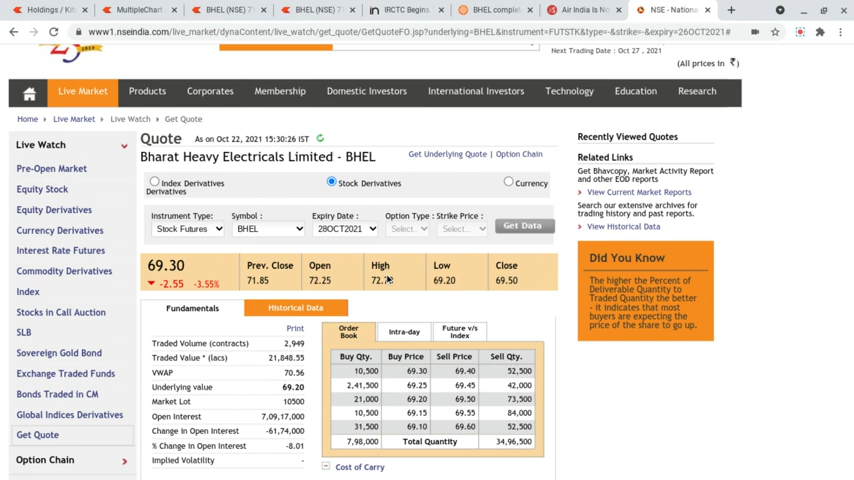 Holdings / Kit
MultipleChart
BHEL (NSE) 7
BHEL (NSE) 7
IRCTC Begins
BHEL complet
Air India Is No
NSE - Nationa
www1.nseindia.com/live_market/dynaContent/live_watch/get_quote/GetQuoteFO.jsp?underlying=BHEL&instrument=FUTSTK&type=-&strike=-&expiry=26OCT2021#
Next Trading Date : Oct 27 , 2021
(All prices in ₹)
Live Market
Products
Corporates
Membership
Domestic Investors
International Investors
Technology
Education
Research
Home › Live Market › Live Watch › Get Quote
Live Watch
Pre-Open Market
Equity Stock
Equity Derivatives
Currency Derivatives
Interest Rate Futures
Commodity Derivatives
Index
Stocks in Call Auction
SLB
Sovereign Gold Bond
Exchange Traded Funds
Bonds Traded in CM
Global Indices Derivatives
Get Quote
Option Chain
Quote As on Oct 22, 2021 15:30:26 IST
Bharat Heavy Electricals Limited - BHEL
Get Underlying Quote | Option Chain
Index Derivatives Stock Derivatives Currency
Derivatives
Instrument Type: Symbol : Expiry Date : Option Type : Strike Price :
Stock Futures BHEL 28OCT2021 Select.. Select..
Get Data
69.30 Prev. Close Open High Low Close
-2.55 -3.55% 71.85 72.25 69.20 69.50
Fundamentals
Historical Data
Print
Traded Volume (contracts) 2,949
Traded Value * (lacs) 21,848.55
VWAP 70.56
Underlying value 69.20
Market Lot 10500
Open Interest 7,09,17,000
Change in Open Interest -61,74,000
% Change in Open Interest -8.01
Implied Volatility -
Order Book
Intra-day
Future v/s Index
Buy Qty. Buy Price Sell Price Sell Qty.
10,500 69.30 69.40 52,500
2,41,500 69.25 69.45 42,000
21,000 69.20 69.50 73,500
10,500 69.15 69.55 84,000
31,500 69.10 69.60 52,500
7,98,000 Total Quantity 34,96,500
Cost of Carry
Recently Viewed Quotes
Related Links
Get Bhavcopy, Market Activity Report
and other EOD reports
View Current Market Reports
Search our extensive archives for
trading history and past reports.
View Historical Data
Did You Know
The higher the Percent of
Deliverable Quantity to
Traded Quantity the better
- it indicates that most
buyers are expecting the
price of the share to go up.